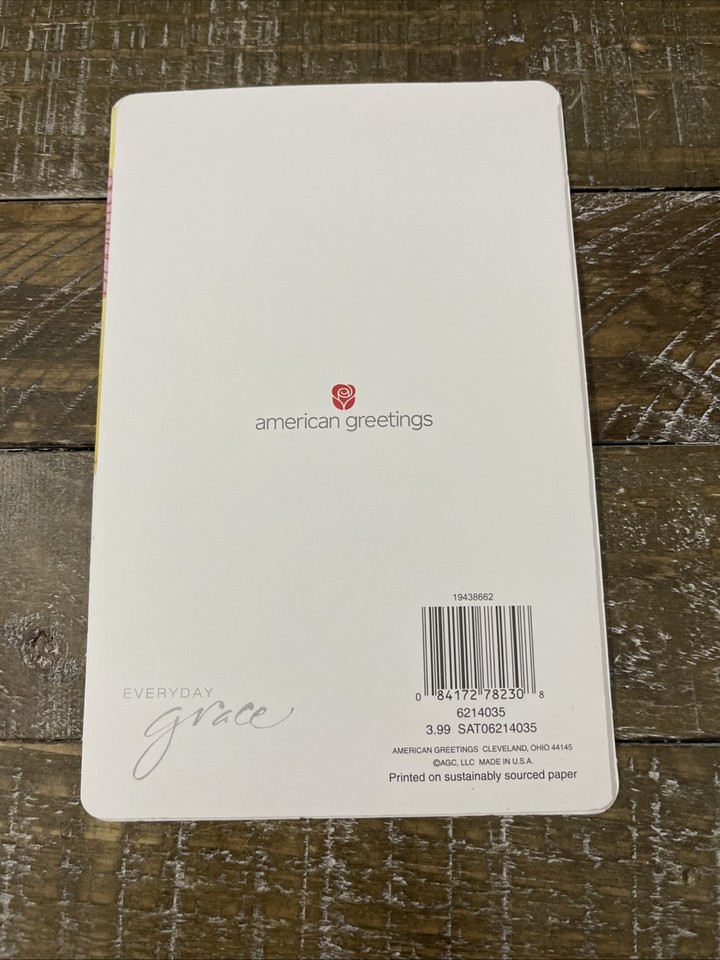 american greetings
19438662
0 84172 78230 8
6214035
3.99 SAT06214035
EVERYDAY
grace
AMERICAN GREETINGS CLEVELAND, OHIO 44145
©AGC, LLC MADE IN U.S.A.
Printed on sustainably sourced paper